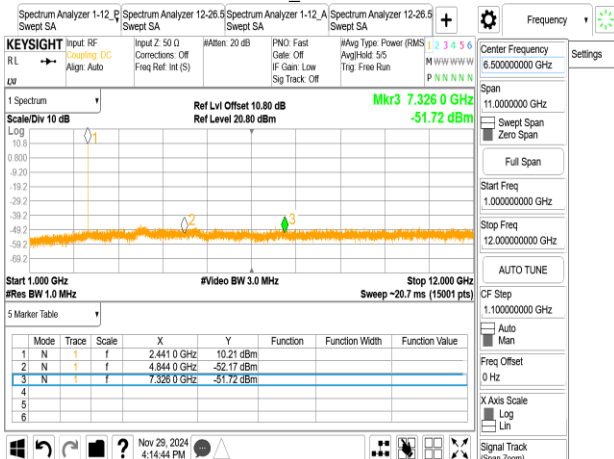 Spectrum Analyzer 1-12_P Spectrum Analyzer 12-26.5 Spectrum Analyzer 1-12_A Spectrum Analyzer 12-26.5
Swept SA Swept SA Swept SA Swept SA
+
Frequency
Settings
KEYSIGHT Input: RF Input Z: 50 Ω #Atten: 20 dB PNO: Fast #Avg Type: Power (RMS 1 2 3 4 5 6
RL Coupling: DC Corrections: Off Gate: Off Avg|Hold: 5/5 M W W W W W
Align: Auto Freq Ref: Int (S) IF Gain: Low Trig: Free Run
Sig Track: Off P N N N N N
LXI
1 Spectrum
Scale/Div 10 dB
Ref Lvl Offset 10.80 dB
Ref Level 20.80 dBm
Mkr3 7.326 0 GHz
-51.72 dBm
Log
10.8
0.800
-9.20
-19.2
-29.2
-39.2
-49.2
-59.2
-69.2
1
2
3
Start 1.000 GHz #Video BW 3.0 MHz Stop 12.000 GHz
#Res BW 1.0 MHz Sweep ~20.7 ms (15001 pts)
5 Marker Table
Mode Trace Scale X Y Function Function Width Function Value
1 N 1 f 2.441 0 GHz 10.21 dBm
2 N 1 f 4.844 0 GHz -52.17 dBm
3 N 1 f 7.326 0 GHz -51.72 dBm
4
5
6
?
Nov 29, 2024
4:14:44 PM
Center Frequency
6.500000000 GHz
Span
11.0000000 GHz
Swept Span
Zero Span
Full Span
Start Freq
1.000000000 GHz
Stop Freq
12.000000000 GHz
AUTO TUNE
CF Step
1.100000000 GHz
Auto
Man
Freq Offset
0 Hz
X Axis Scale
Log
Lin
Signal Track
(Span Zoom)